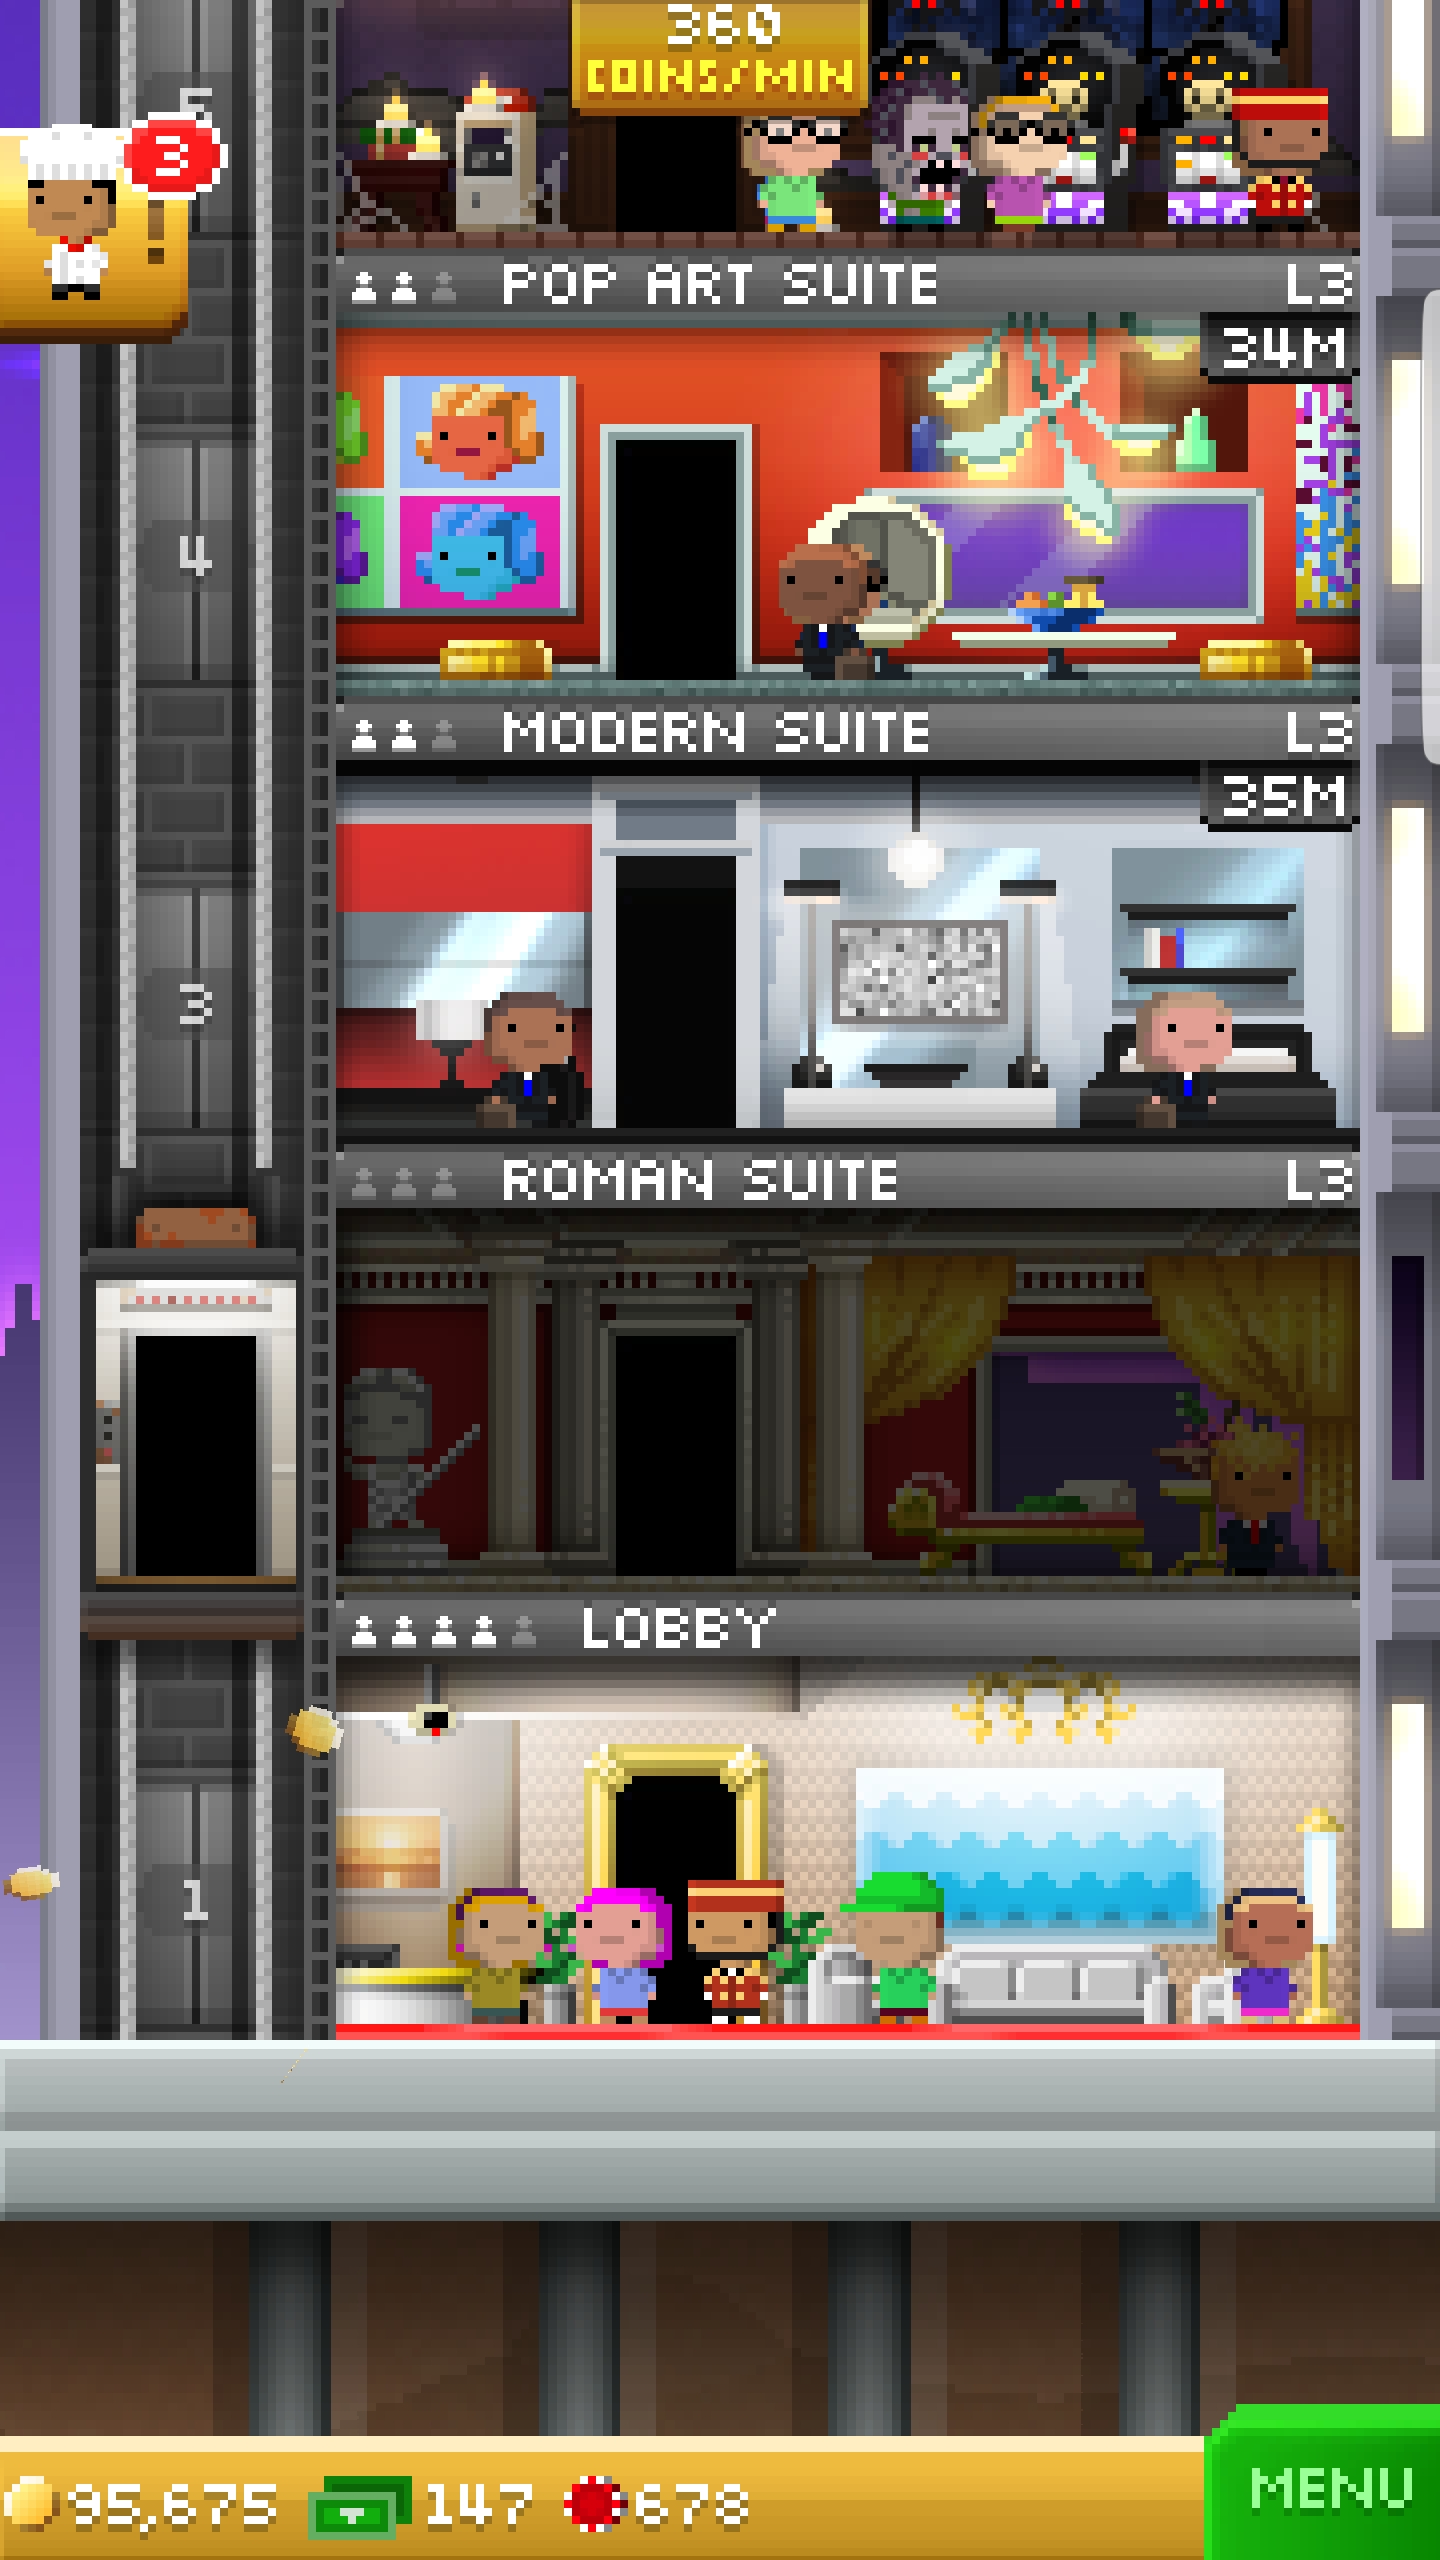 360
COINS/MIN
5
3
!
POP ART SUITE L3
34M
4
MODERN SUITE L3
35M
3
ROMAN SUITE L3
LOBBY
1
95,675 147 678
MENU